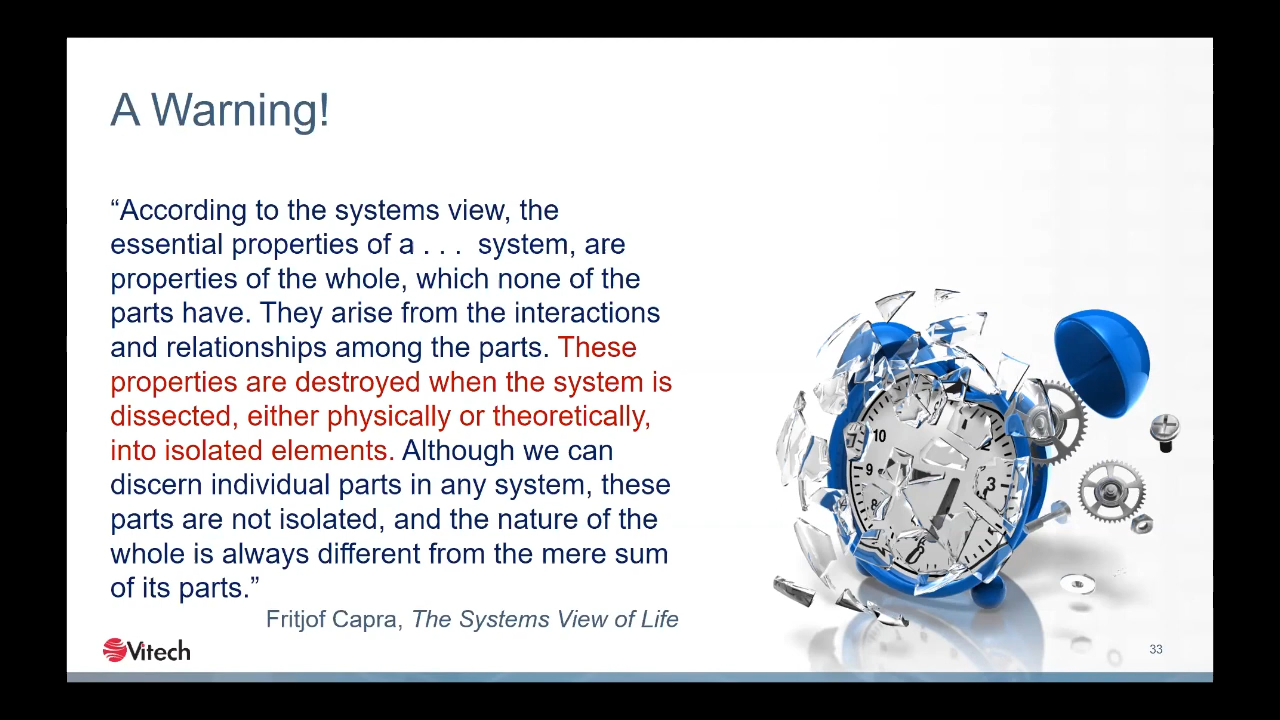 A Warning!
“According to the systems view, the
essential properties of a . . .  system, are
properties of the whole, which none of the
parts have. They arise from the interactions
and relationships among the parts. These
properties are destroyed when the system is
dissected, either physically or theoretically,
into isolated elements. Although we can
discern individual parts in any system, these
parts are not isolated, and the nature of the
whole is always different from the mere sum
of its parts.”
Fritjof Capra, The Systems View of Life
Vitech
33
10
9
3